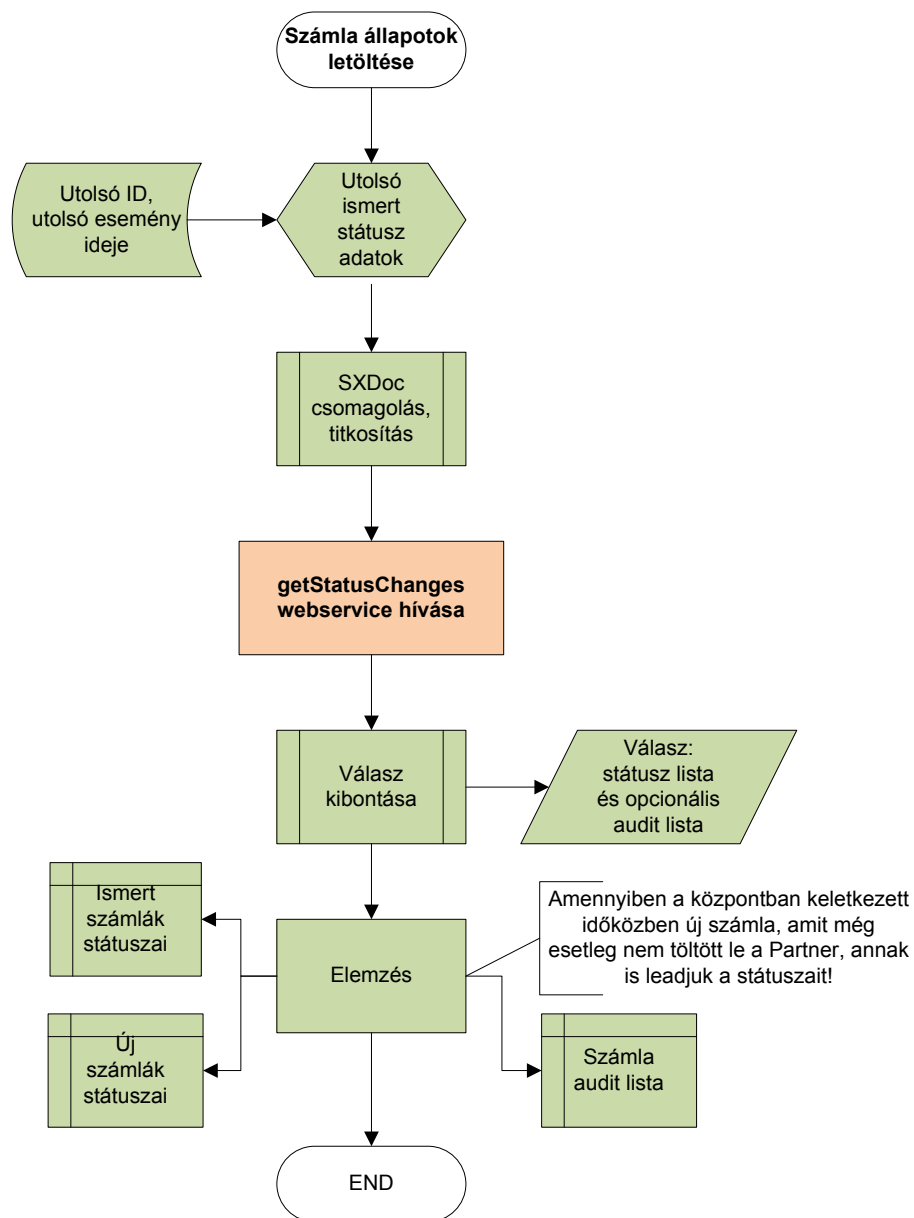 Számla állapotok
letöltése
Utolsó ID,
utolsó esemény
ideje
Utolsó
ismert
státusz
adatok
SXDoc
csomagolás,
titkosítás
getStatusChanges
webservice hívása
Válasz
kibontása
Válasz:
státusz lista
és opcionális
audit lista
Ismert
számlák
státuszai
Elemzés
Amennyiben a központban keletkezett
időközben új számla, amit még
esetleg nem töltött le a Partner, annak
is leadjuk a státuszait!
Új
számlák
státuszai
Számla
audit lista
END